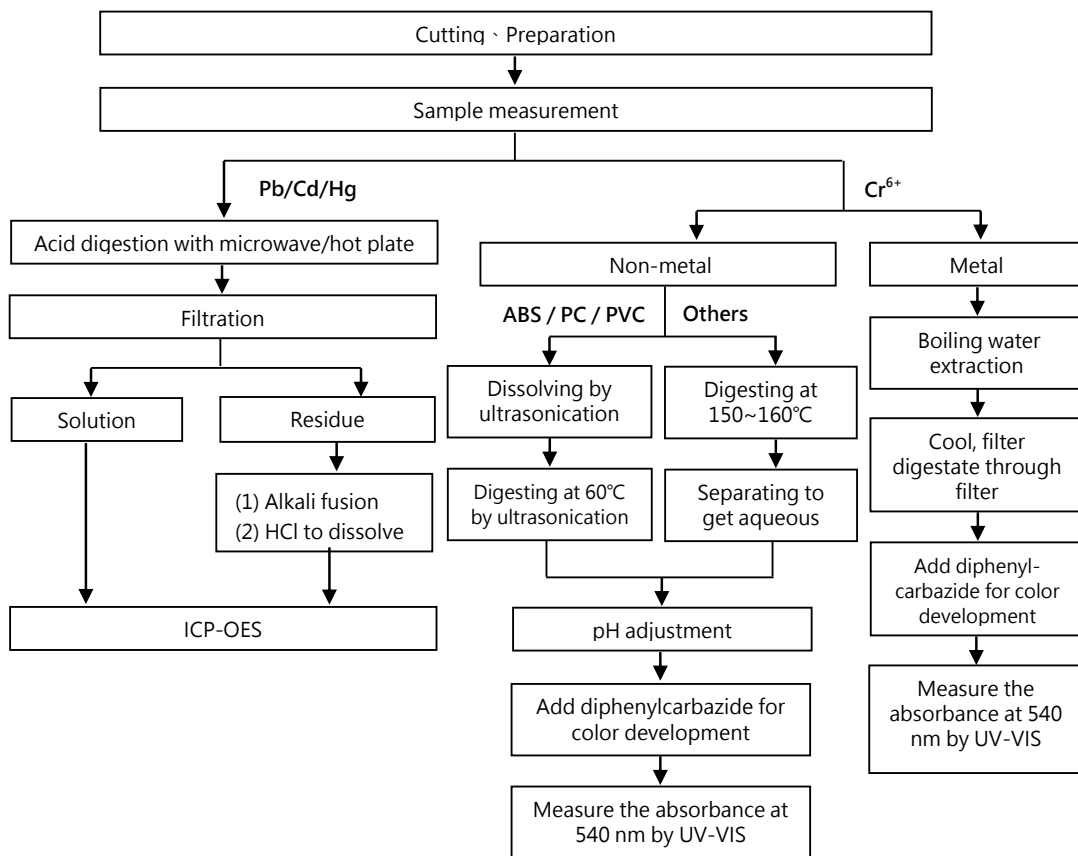 Cutting、Preparation
Sample measurement
Pb/Cd/Hg
Cr⁶⁺
Acid digestion with microwave/hot plate
Non-metal
Metal
Filtration
ABS / PC / PVC
Others
Boiling water
extraction
Solution
Residue
Dissolving by
ultrasonication
Digesting at
150~160℃
Cool, filter
digestate through
filter
(1) Alkali fusion
(2) HCl to dissolve
Digesting at 60℃
by ultrasonication
Separating to
get aqueous
Add diphenyl-
carbazide for color
development
ICP-OES
pH adjustment
Measure the
absorbance at 540
nm by UV-VIS
Add diphenylcarbazide for
color development
Measure the absorbance at
540 nm by UV-VIS